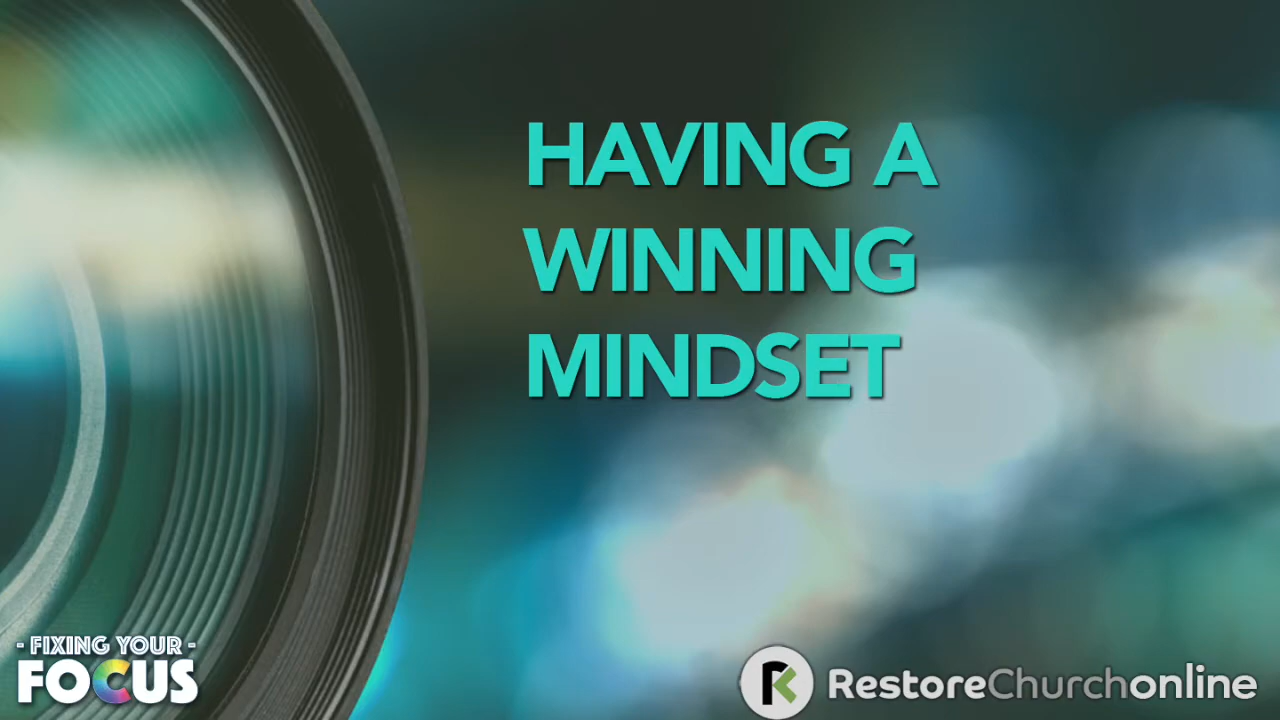 HAVING A
WINNING
MINDSET
- FIXING YOUR -
FOCUS
RestoreChurchonline